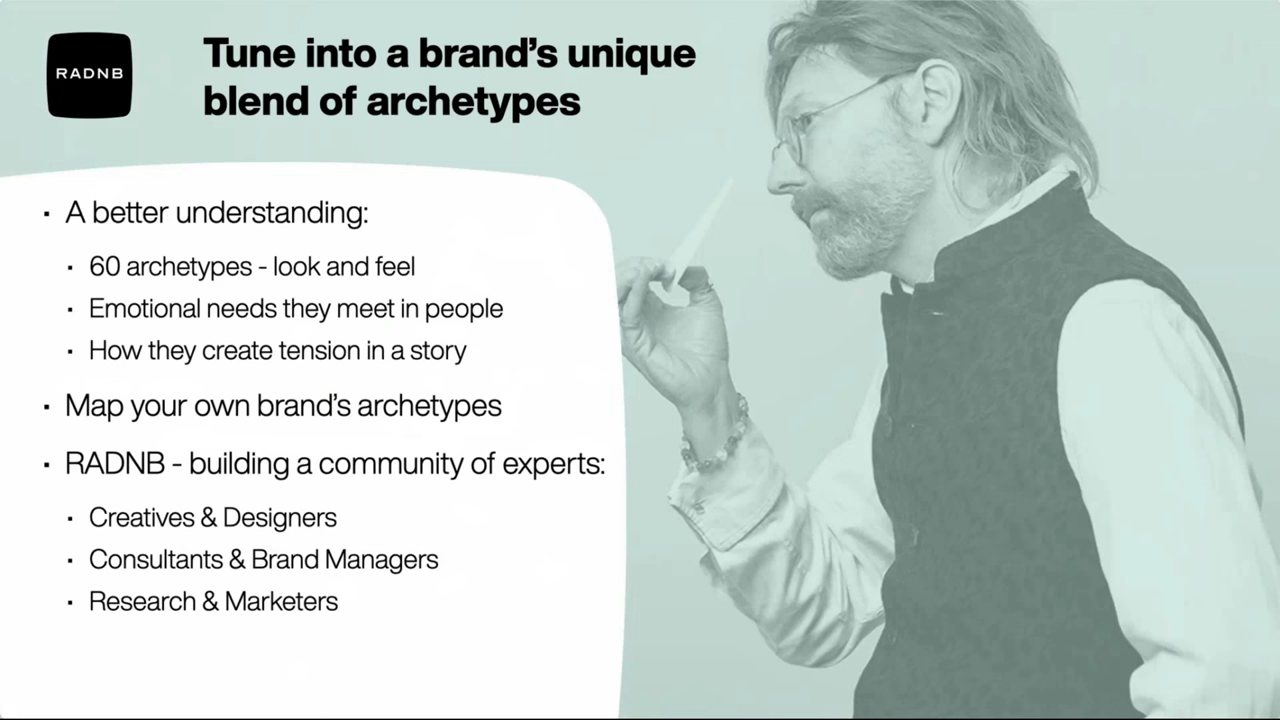 RADNB
Tune into a brand's unique
blend of archetypes
· A better understanding:
· 60 archetypes - look and feel
· Emotional needs they meet in people
· How they create tension in a story
· Map your own brand's archetypes
· RADNB - building a community of experts:
· Creatives & Designers
· Consultants & Brand Managers
· Research & Marketers